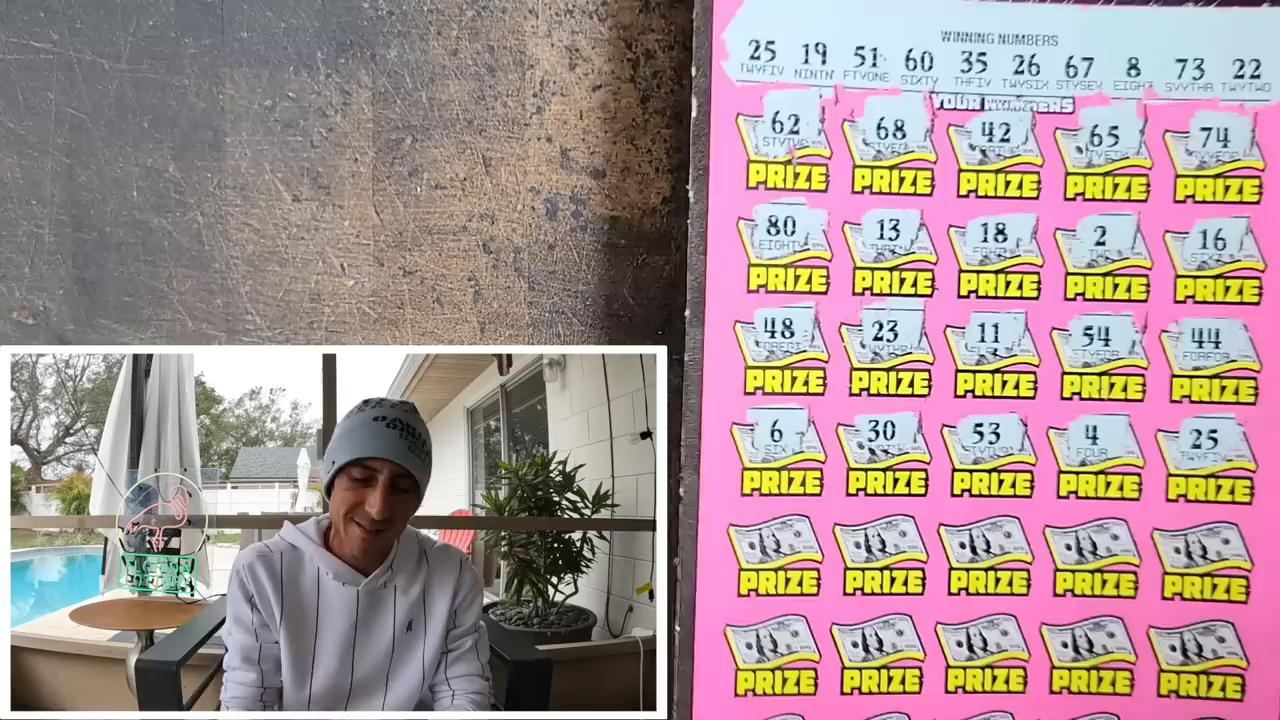 WINNING NUMBERS
25 19 51 60 35 26 67 8 73 22
TWYFIV NINTN FTYONE SIXTY THFIV TWYSIX STYSEV EIGHT SVYTHR TWYTWO
YOUR NUMBERS
62 68 42 65 74
PRIZE PRIZE PRIZE PRIZE PRIZE
80 13 18 2 16
EIGHTY
PRIZE PRIZE PRIZE PRIZE PRIZE
48 23 11 54 44
FORFOR
PRIZE PRIZE PRIZE PRIZE PRIZE
6 30 53 4 25
SIX FOUR TWYFIV
PRIZE PRIZE PRIZE PRIZE PRIZE
PRIZE PRIZE PRIZE PRIZE PRIZE
PRIZE PRIZE PRIZE PRIZE PRIZE
FLORIDA
LOTTERY